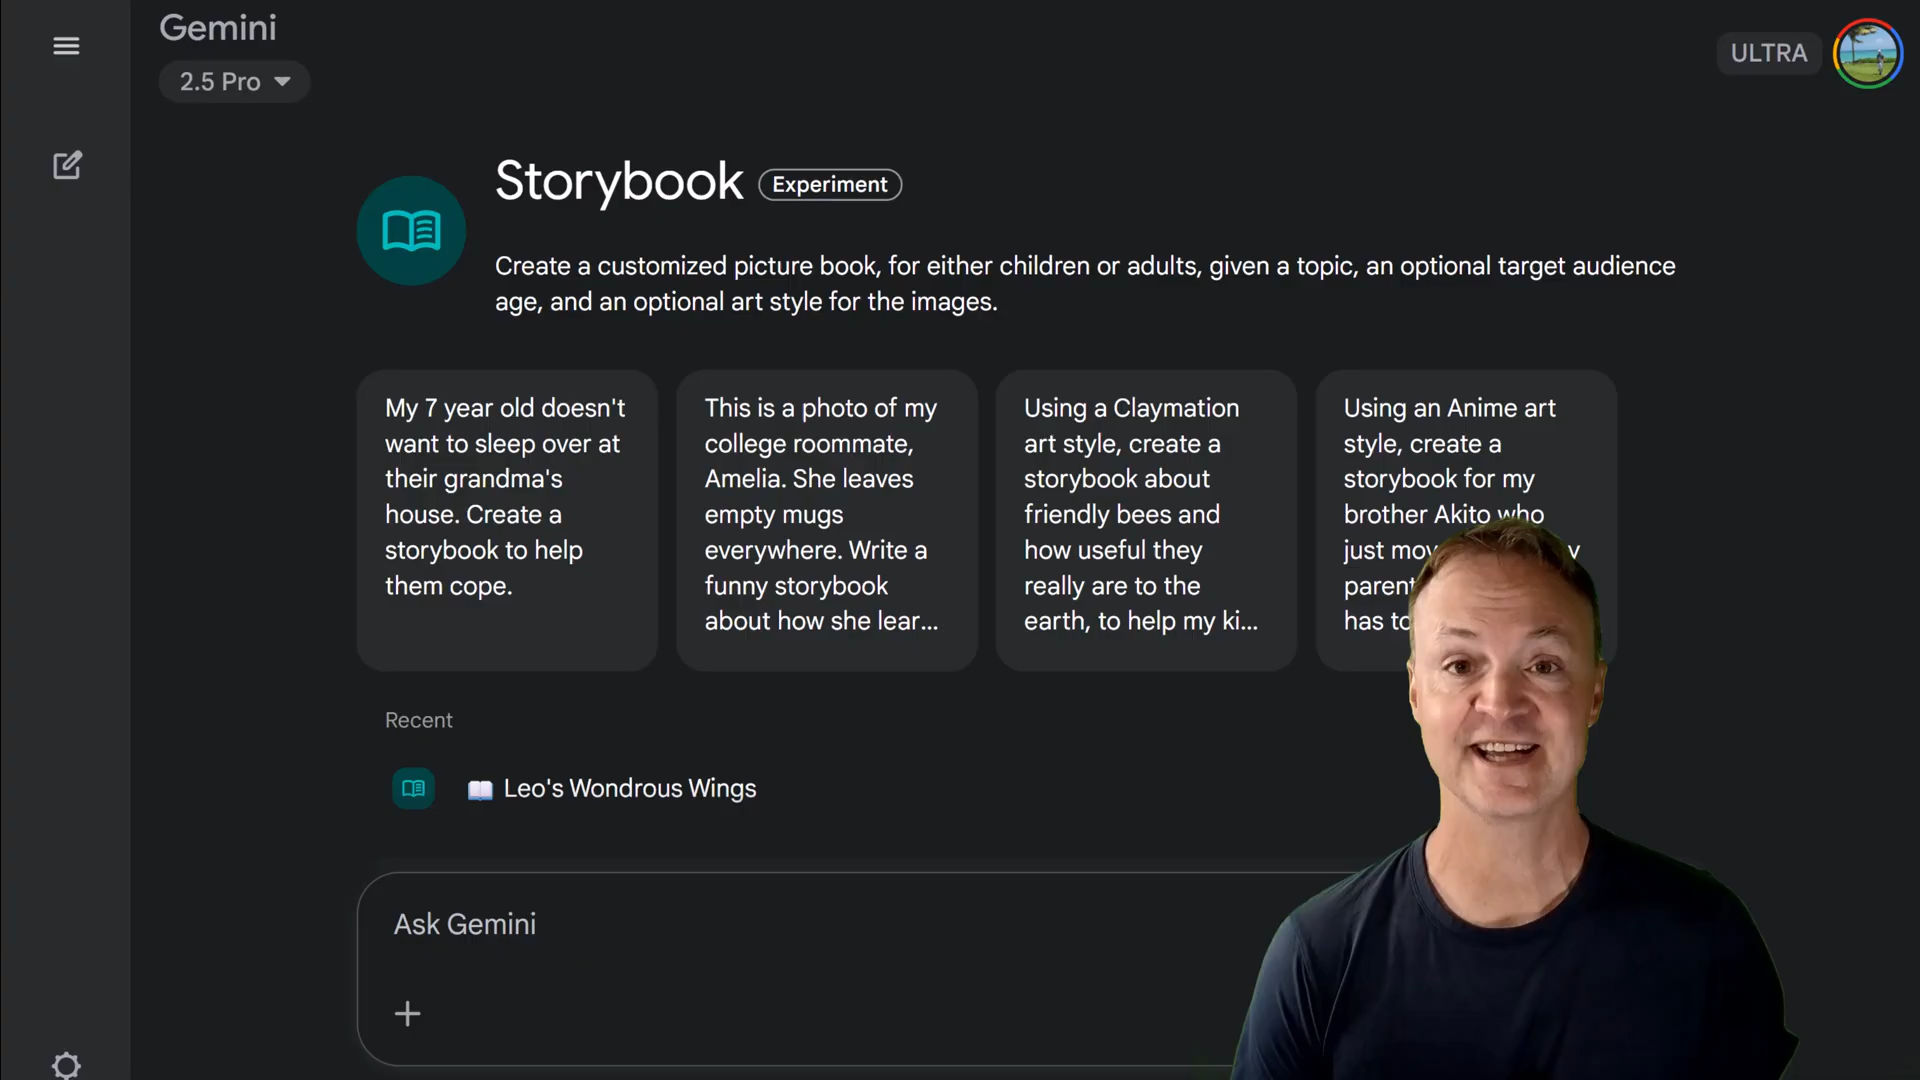 Gemini
2.5 Pro
ULTRA
Storybook
Experiment
Create a customized picture book, for either children or adults, given a topic, an optional target audience
age, and an optional art style for the images.
My 7 year old doesn't
want to sleep over at
their grandma's
house. Create a
storybook to help
them cope.
This is a photo of my
college roommate,
Amelia. She leaves
empty mugs
everywhere. Write a
funny storybook
about how she lear...
Using a Claymation
art style, create a
storybook about
friendly bees and
how useful they
really are to the
earth, to help my ki...
Using an Anime art
style, create a
storybook for my
brother Akito who
just
has
Recent
Leo's Wondrous Wings
Ask Gemini